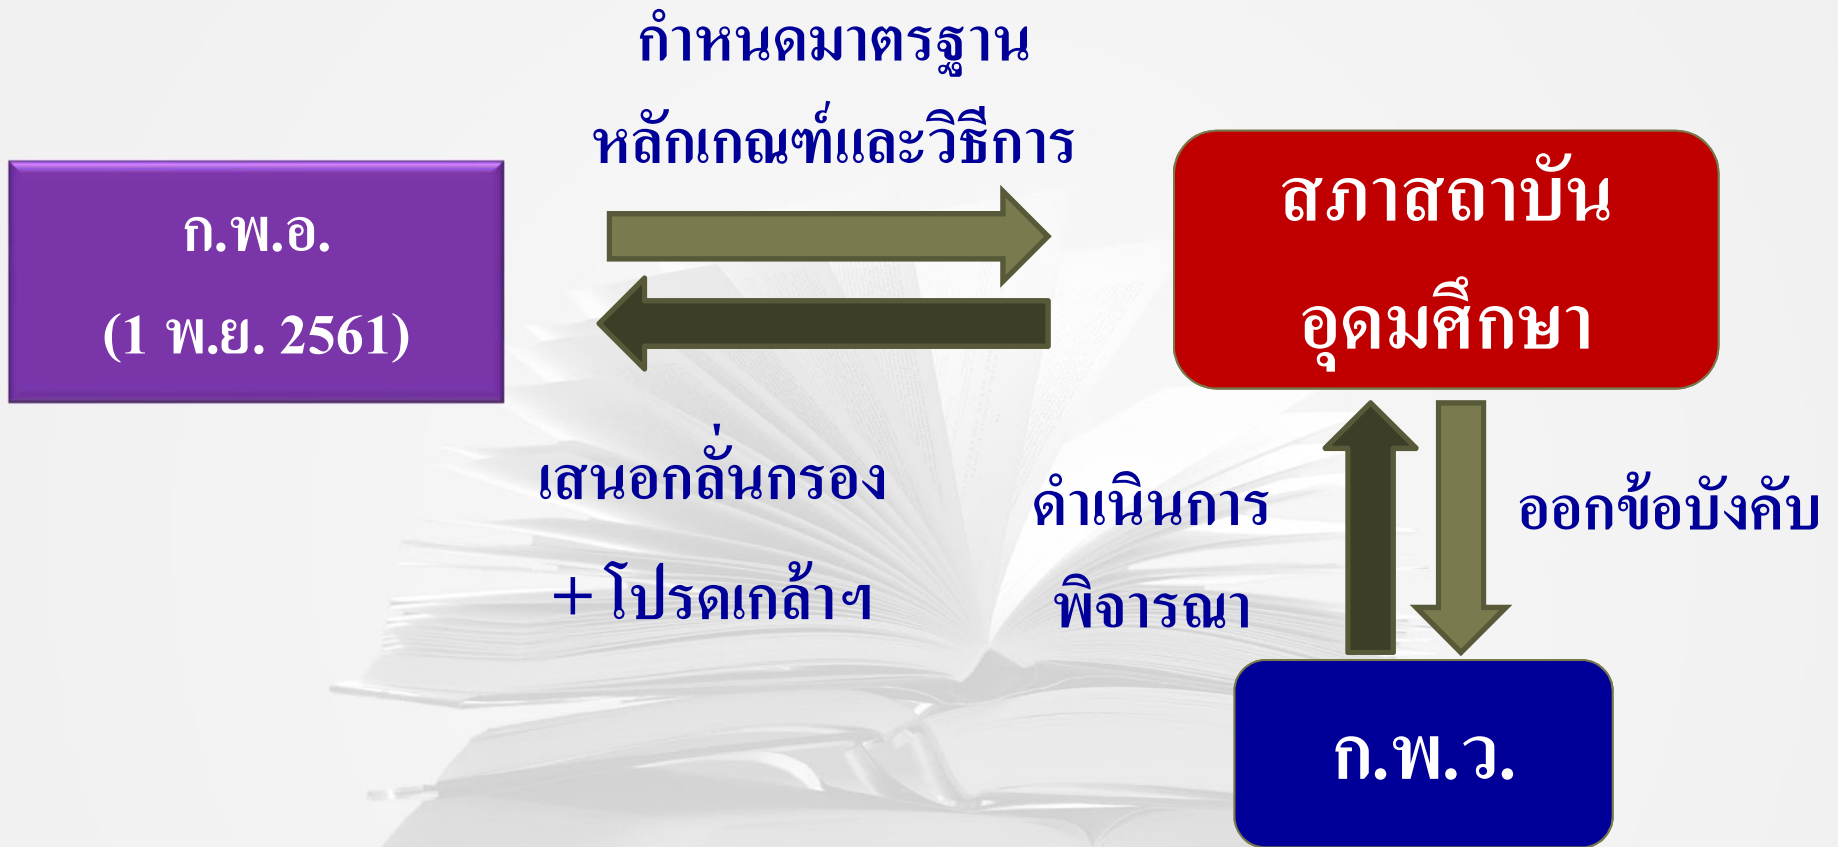 กำหนดมาตรฐาน
หลักเกณฑ์และวิธีการ
ก.พ.อ.
(1 พ.ย. 2561)
สภาสถาบัน
อุดมศึกษา
เสนอกลั่นกรอง
+ โปรดเกล้าฯ
ดำเนินการ
พิจารณา
ออกข้อบังคับ
ก.พ.ว.